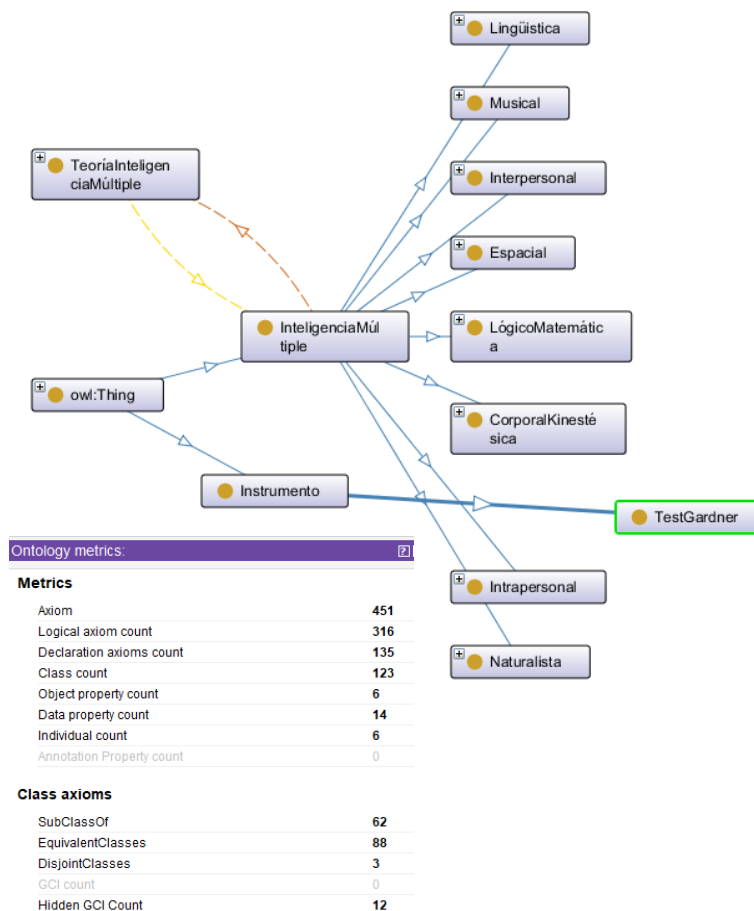 Lingüistica
Musical
TeoríaInteligen
ciaMúltiple
Interpersonal
Espacial
InteligenciaMúl
tiple
LógicoMatemátic
a
owl:Thing
CorporalKinesté
sica
Instrumento
TestGardner
Ontology metrics:
?
Metrics
Axiom 451
Logical axiom count 316
Declaration axioms count 135
Class count 123
Object property count 6
Data property count 14
Individual count 6
Annotation Property count 0
Intrapersonal
Naturalista
Class axioms
SubClassOf 62
EquivalentClasses 88
DisjointClasses 3
GCI count 0
Hidden GCI Count 12